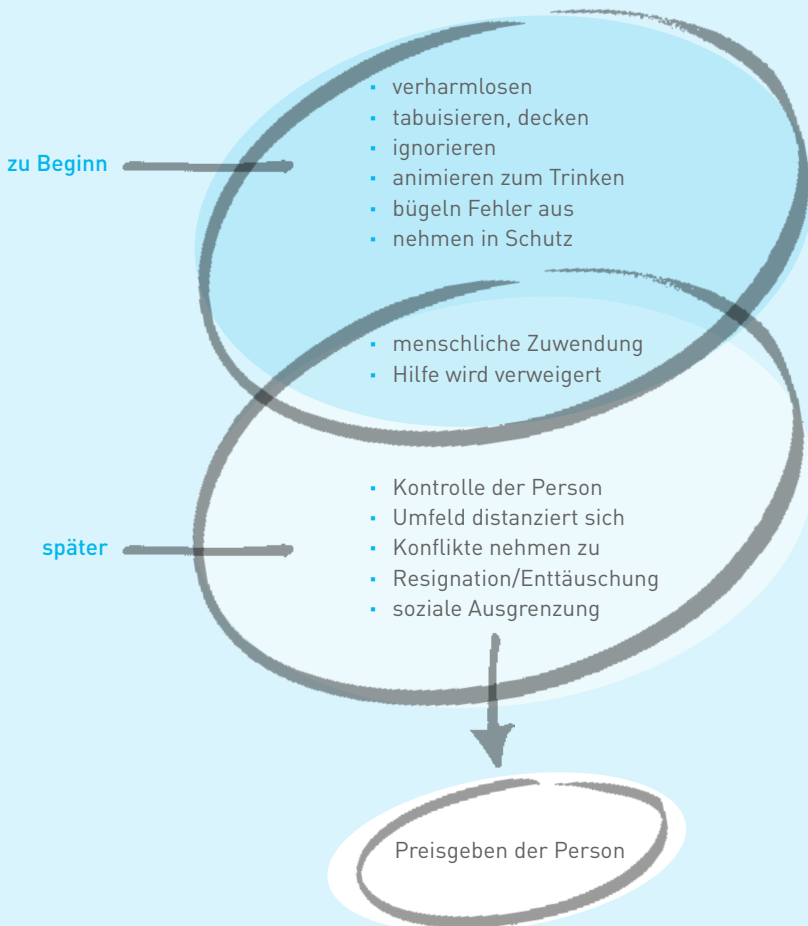 zu Beginn
▪ verharmlosen
▪ tabuisieren, decken
▪ ignorieren
▪ animieren zum Trinken
▪ bügeln Fehler aus
▪ nehmen in Schutz
▪ menschliche Zuwendung
▪ Hilfe wird verweigert
später
▪ Kontrolle der Person
▪ Umfeld distanziert sich
▪ Konflikte nehmen zu
▪ Resignation/Enttäuschung
▪ soziale Ausgrenzung
Preisgeben der Person